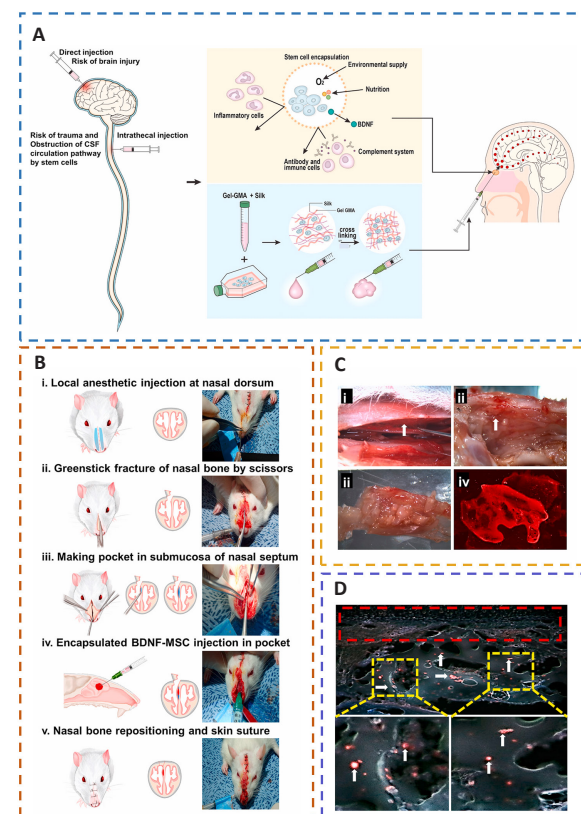 A
Direct injection
Risk of brain injury
Risk of trauma and
Obstruction of CSF
circulation pathway
by stem cells
Intrathecal injection
Stem cell encapsulation
Environmental supply
O2
Nutrition
BDNF
Inflammatory cells
Complement system
Antibody and
immune cells
Gel-GMA + Silk
Silk
Gel GMA
cross
linking
+
B
i. Local anesthetic injection at nasal dorsum
ii. Greenstick fracture of nasal bone by scissors
iii. Making pocket in submucosa of nasal septum
iv. Encapsulated BDNF-MSC injection in pocket
v. Nasal bone repositioning and skin suture
C
i
ii
ii
iv
D